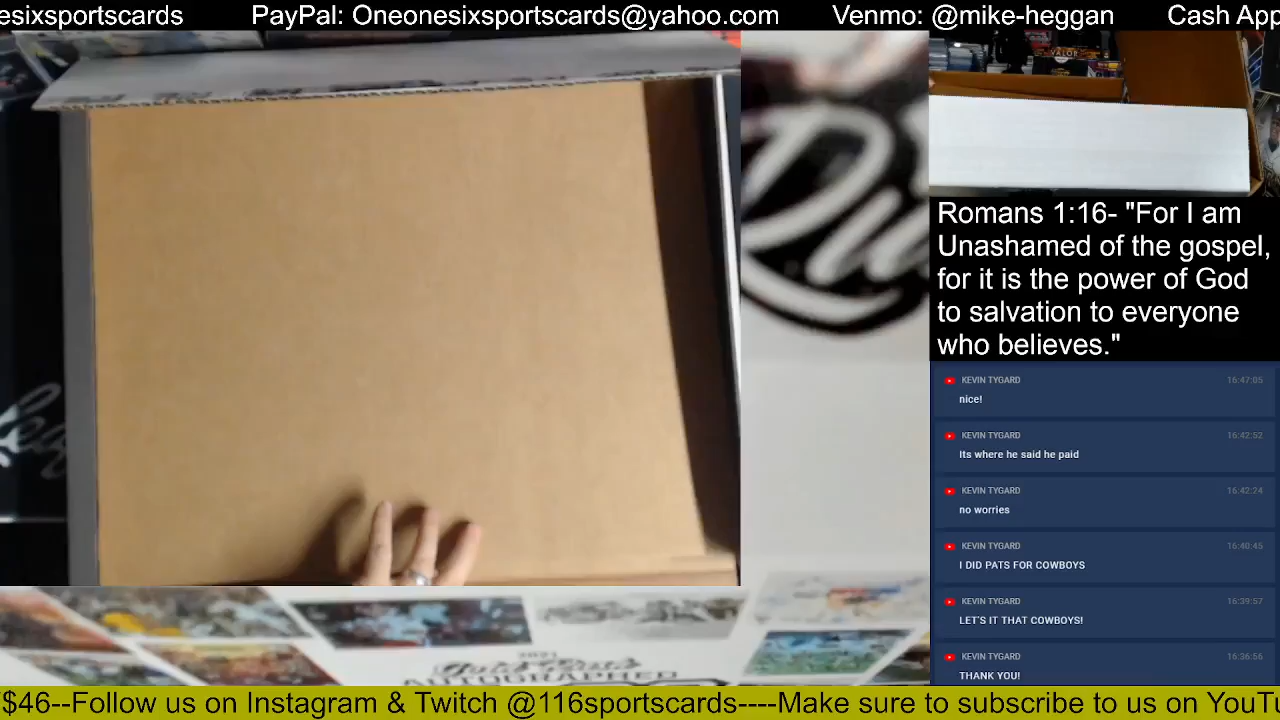 esixsportscards PayPal: Oneonesixsportscards@yahoo.com Venmo: @mike-heggan Cash App
VALOR
Romans 1:16- "For I am
Unashamed of the gospel,
for it is the power of God
to salvation to everyone
who believes."
KEVIN TYGARD 16:47:05
nice!
KEVIN TYGARD 16:42:52
Its where he said he paid
KEVIN TYGARD 16:42:24
no worries
KEVIN TYGARD 16:40:45
I DID PATS FOR COWBOYS
KEVIN TYGARD 16:39:57
LET'S IT THAT COWBOYS!
KEVIN TYGARD 16:36:56
THANK YOU!
2021
Gold Rush
AUTOGRAPHED
$46--Follow us on Instagram & Twitch @116sportscards----Make sure to subscribe to us on YouTu